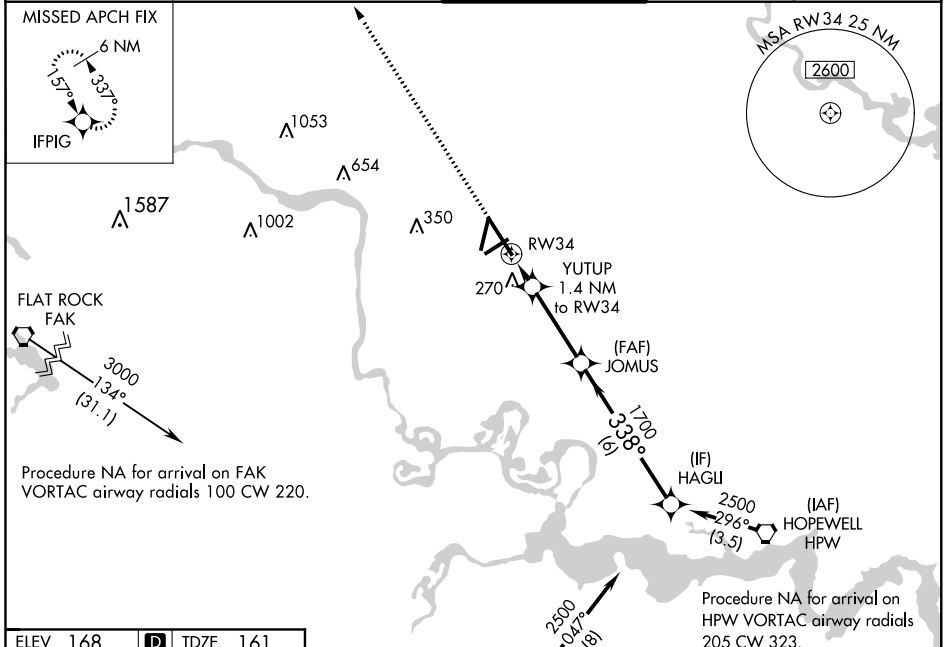 MISSED APCH FIX
6 NM
157°
337°
IFPIG
MSA RW34 25 NM
2600
1053
654
1587
1002
350
RW34
270
YUTUP
1.4 NM
to RW34
FLAT ROCK
FAK
3000
134°
(31.1)
(FAF)
JOMUS
1700
338°
(6)
Procedure NA for arrival on FAK
VORTAC airway radials 100 CW 220.
(IF)
HAGLI
2500
296°
(3.5)
(IAF)
HOPEWELL
HPW
2500
047°
Procedure NA for arrival on
HPW VORTAC airway radials
205 CW 323.
ELEV 168 D TDZE 161